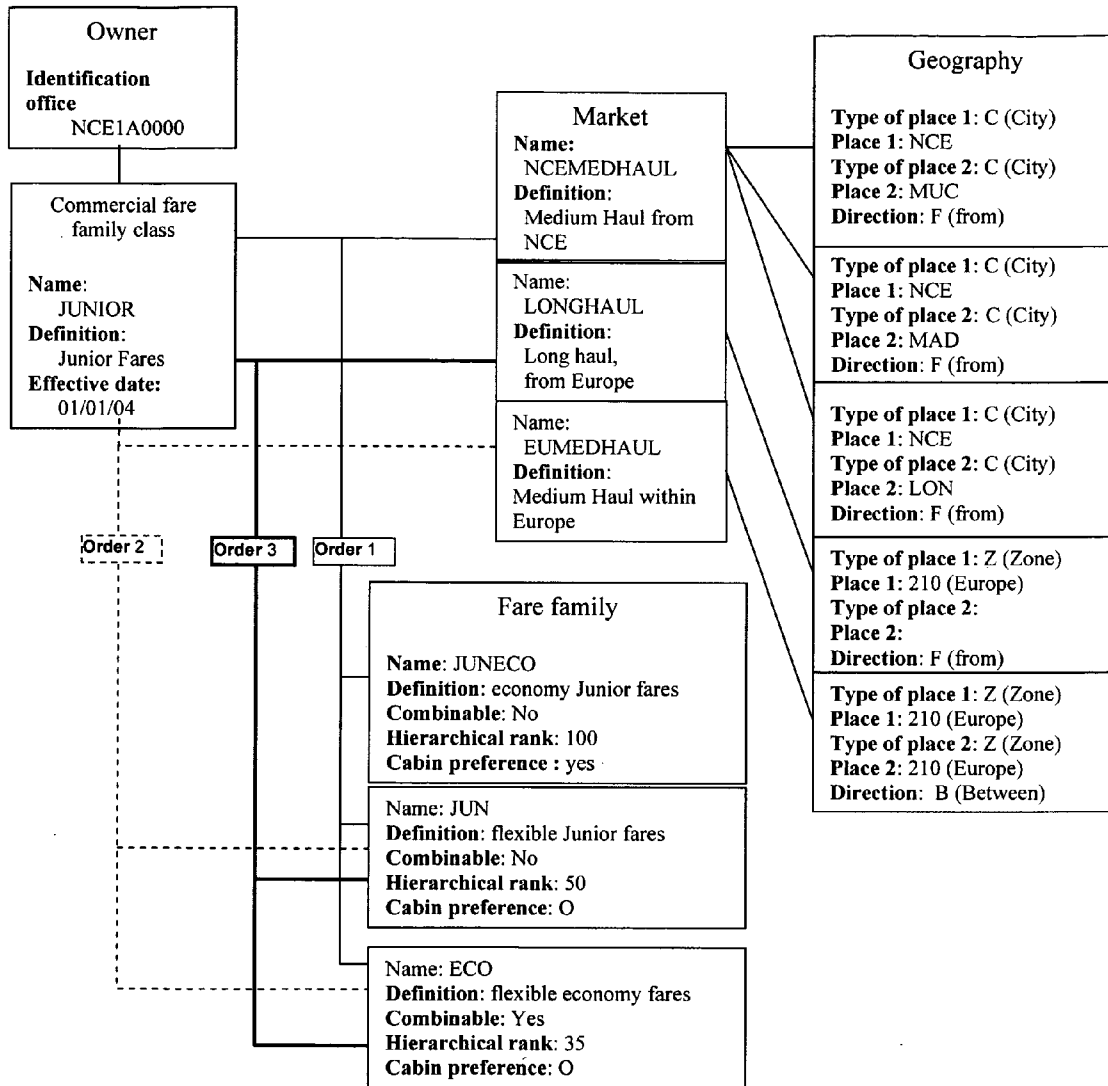 Owner
Identification
office
NCE1A0000
Commercial fare
family class
Name:
JUNIOR
Definition:
Junior Fares
Effective date:
01/01/04
Market
Name:
NCEMEDHAUL
Definition:
Medium Haul from
NCE
Name:
LONGHAUL
Definition:
Long haul,
from Europe
Name:
EUMEDHAUL
Definition:
Medium Haul within
Europe
Geography
Type of place 1: C (City)
Place 1: NCE
Type of place 2: C (City)
Place 2: MUC
Direction: F (from)
Type of place 1: C (City)
Place 1: NCE
Type of place 2: C (City)
Place 2: MAD
Direction: F (from)
Type of place 1: C (City)
Place 1: NCE
Type of place 2: C (City)
Place 2: LON
Direction: F (from)
Type of place 1: Z (Zone)
Place 1: 210 (Europe)
Type of place 2:
Place 2:
Direction: F (from)
Type of place 1: Z (Zone)
Place 1: 210 (Europe)
Type of place 2: Z (Zone)
Place 2: 210 (Europe)
Direction: B (Between)
Order 2
Order 3
Order 1
Fare family
Name: JUNECO
Definition: economy Junior fares
Combinable: No
Hierarchical rank: 100
Cabin preference : yes
Name: JUN
Definition: flexible Junior fares
Combinable: No
Hierarchical rank: 50
Cabin preference: O
Name: ECO
Definition: flexible economy fares
Combinable: Yes
Hierarchical rank: 35
Cabin preference: O